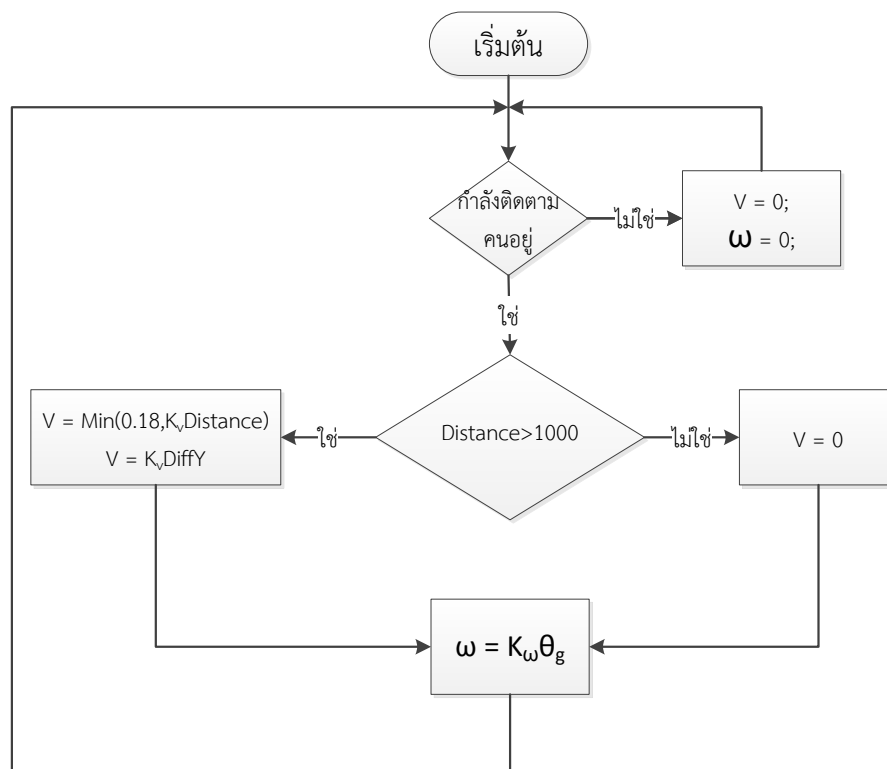 เริ่มต้น
กำลังติดตาม
คนอยู่
ไม่ใช่
V = 0;
ω = 0;
ใช่
V = Min(0.18,KᵥDistance)
V = KᵥDiffY
ใช่
Distance>1000
ไม่ใช่
V = 0
ω = K_ωθ_g